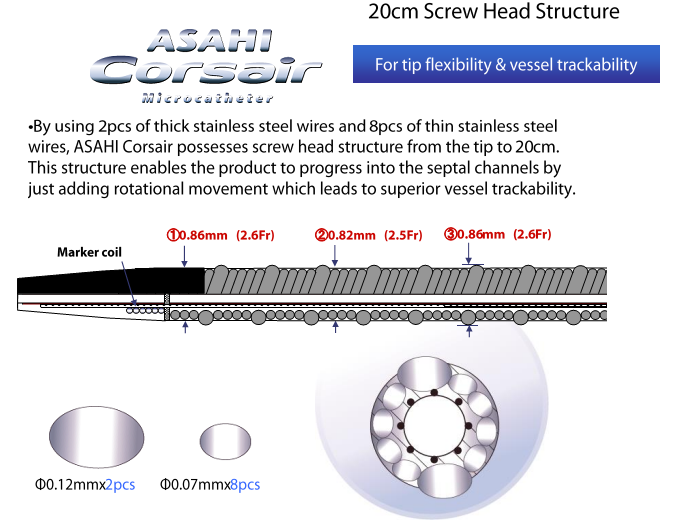 20cm Screw Head Structure
ASAHI
Corsair
Microcatheter
For tip flexibility & vessel trackability
•By using 2pcs of thick stainless steel wires and 8pcs of thin stainless steel
wires, ASAHI Corsair possesses screw head structure from the tip to 20cm.
This structure enables the product to progress into the septal channels by
just adding rotational movement which leads to superior vessel trackability.
①0.86mm (2.6Fr) ②0.82mm (2.5Fr) ③0.86mm (2.6Fr)
Marker coil
Φ0.12mmx2pcs Φ0.07mmx8pcs